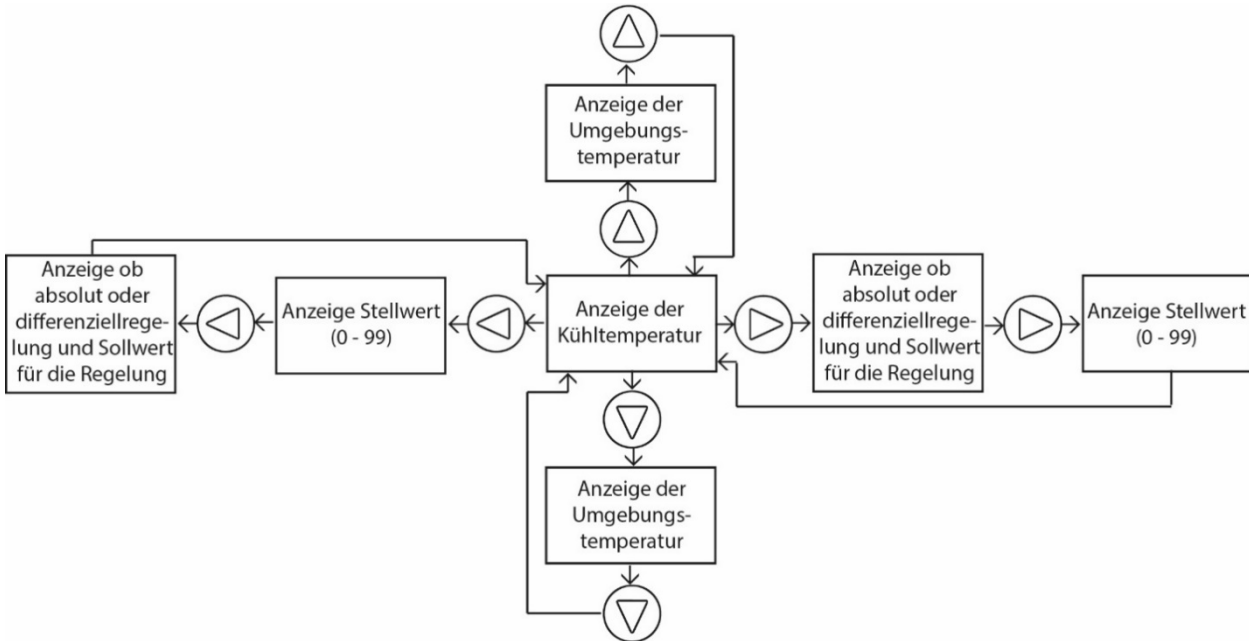 Anzeige der
Umgebungs-
temperatur
Anzeige ob
absolut oder
differenziellrege-
lung und Sollwert
für die Regelung
Anzeige Stellwert
(0 - 99)
Anzeige der
Kühltemperatur
Anzeige ob
absolut oder
differenziellrege-
lung und Sollwert
für die Regelung
Anzeige Stellwert
(0 - 99)
Anzeige der
Umgebungs-
temperatur